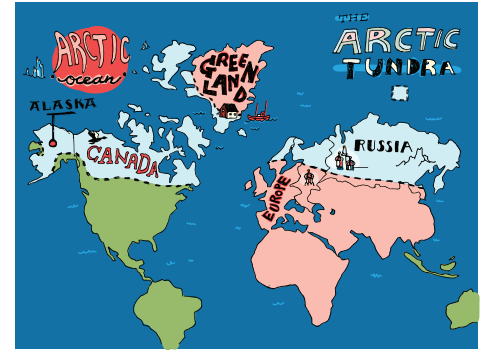 ARCTIC
ocean
THE
ARCTIC
TUNDRA
GREEN
LAND
ALASKA
CANADA
RUSSIA
EUROPE